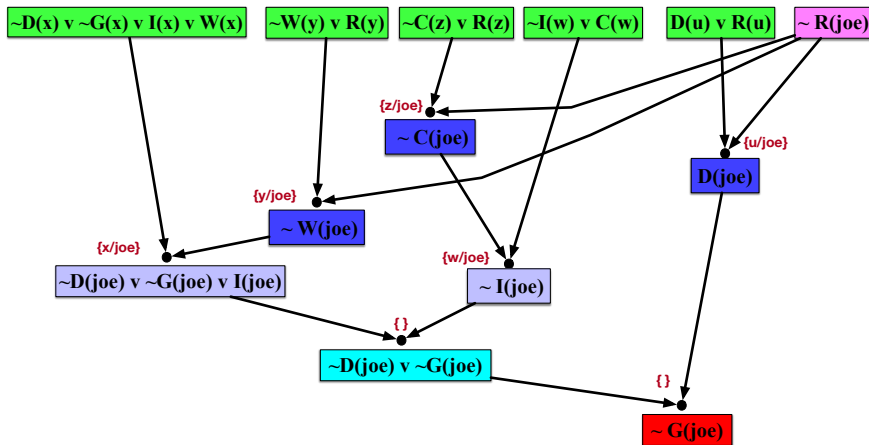 ~D(x) v ~G(x) v I(x) v W(x)
~W(y) v R(y)
~C(z) v R(z)
~I(w) v C(w)
D(u) v R(u)
~ R(joe)
{z/joe}
~ C(joe)
{u/joe}
D(joe)
{y/joe}
~ W(joe)
{x/joe}
~D(joe) v ~G(joe) v I(joe)
{w/joe}
~ I(joe)
{ }
~D(joe) v ~G(joe)
{ }
~ G(joe)